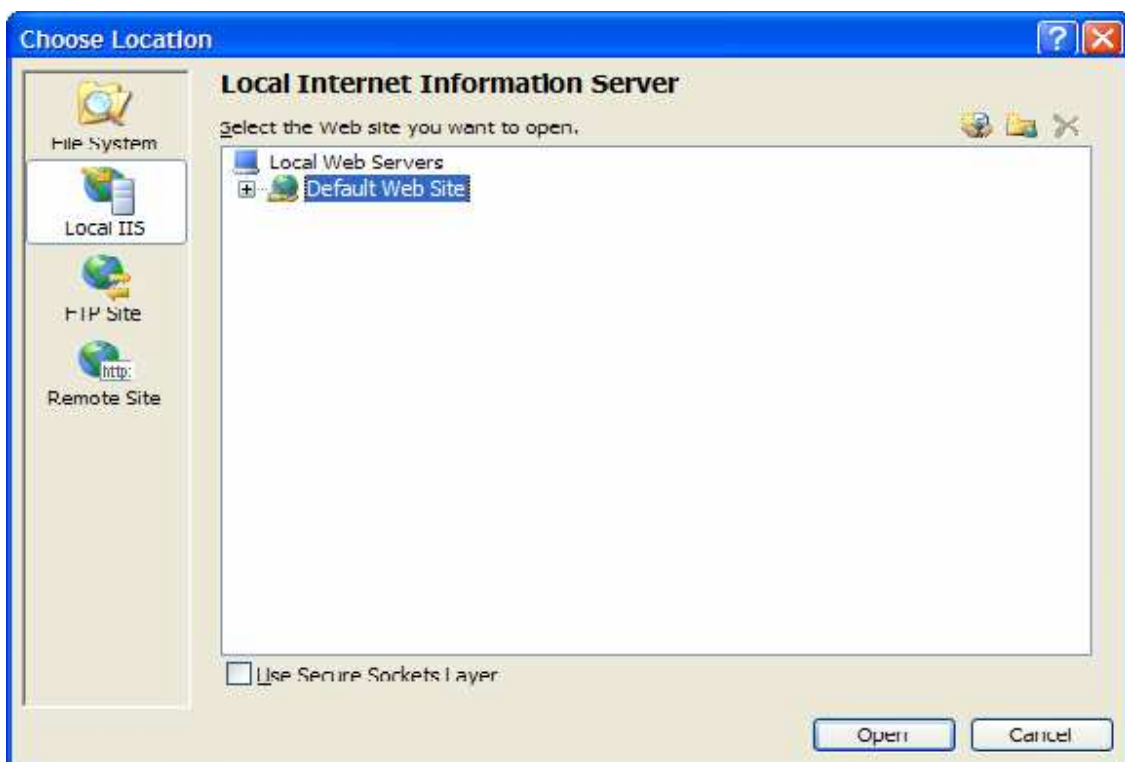 Choose Location
File System
Local IIS
FTP Site
http:
Remote Site
Local Internet Information Server
Select the Web site you want to open.
Local Web Servers
Default Web Site
Use Secure Sockets Layer
Open
Cancel